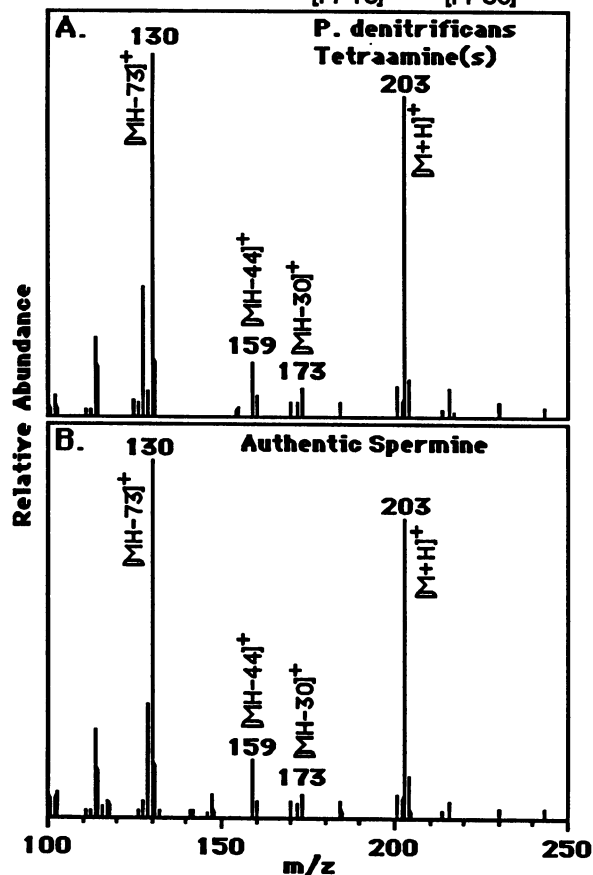 A.
130
P. denitrificans
Tetraamine(s)
203
[MH-73]+
[M+H]+
[MH-44]+
[MH-30]+
159
173
Relative Abundance
B.
130
Authentic Spermine
203
[MH-73]+
[M+H]+
[MH-44]+
[MH-30]+
159
173
100
150
200
250
m/z